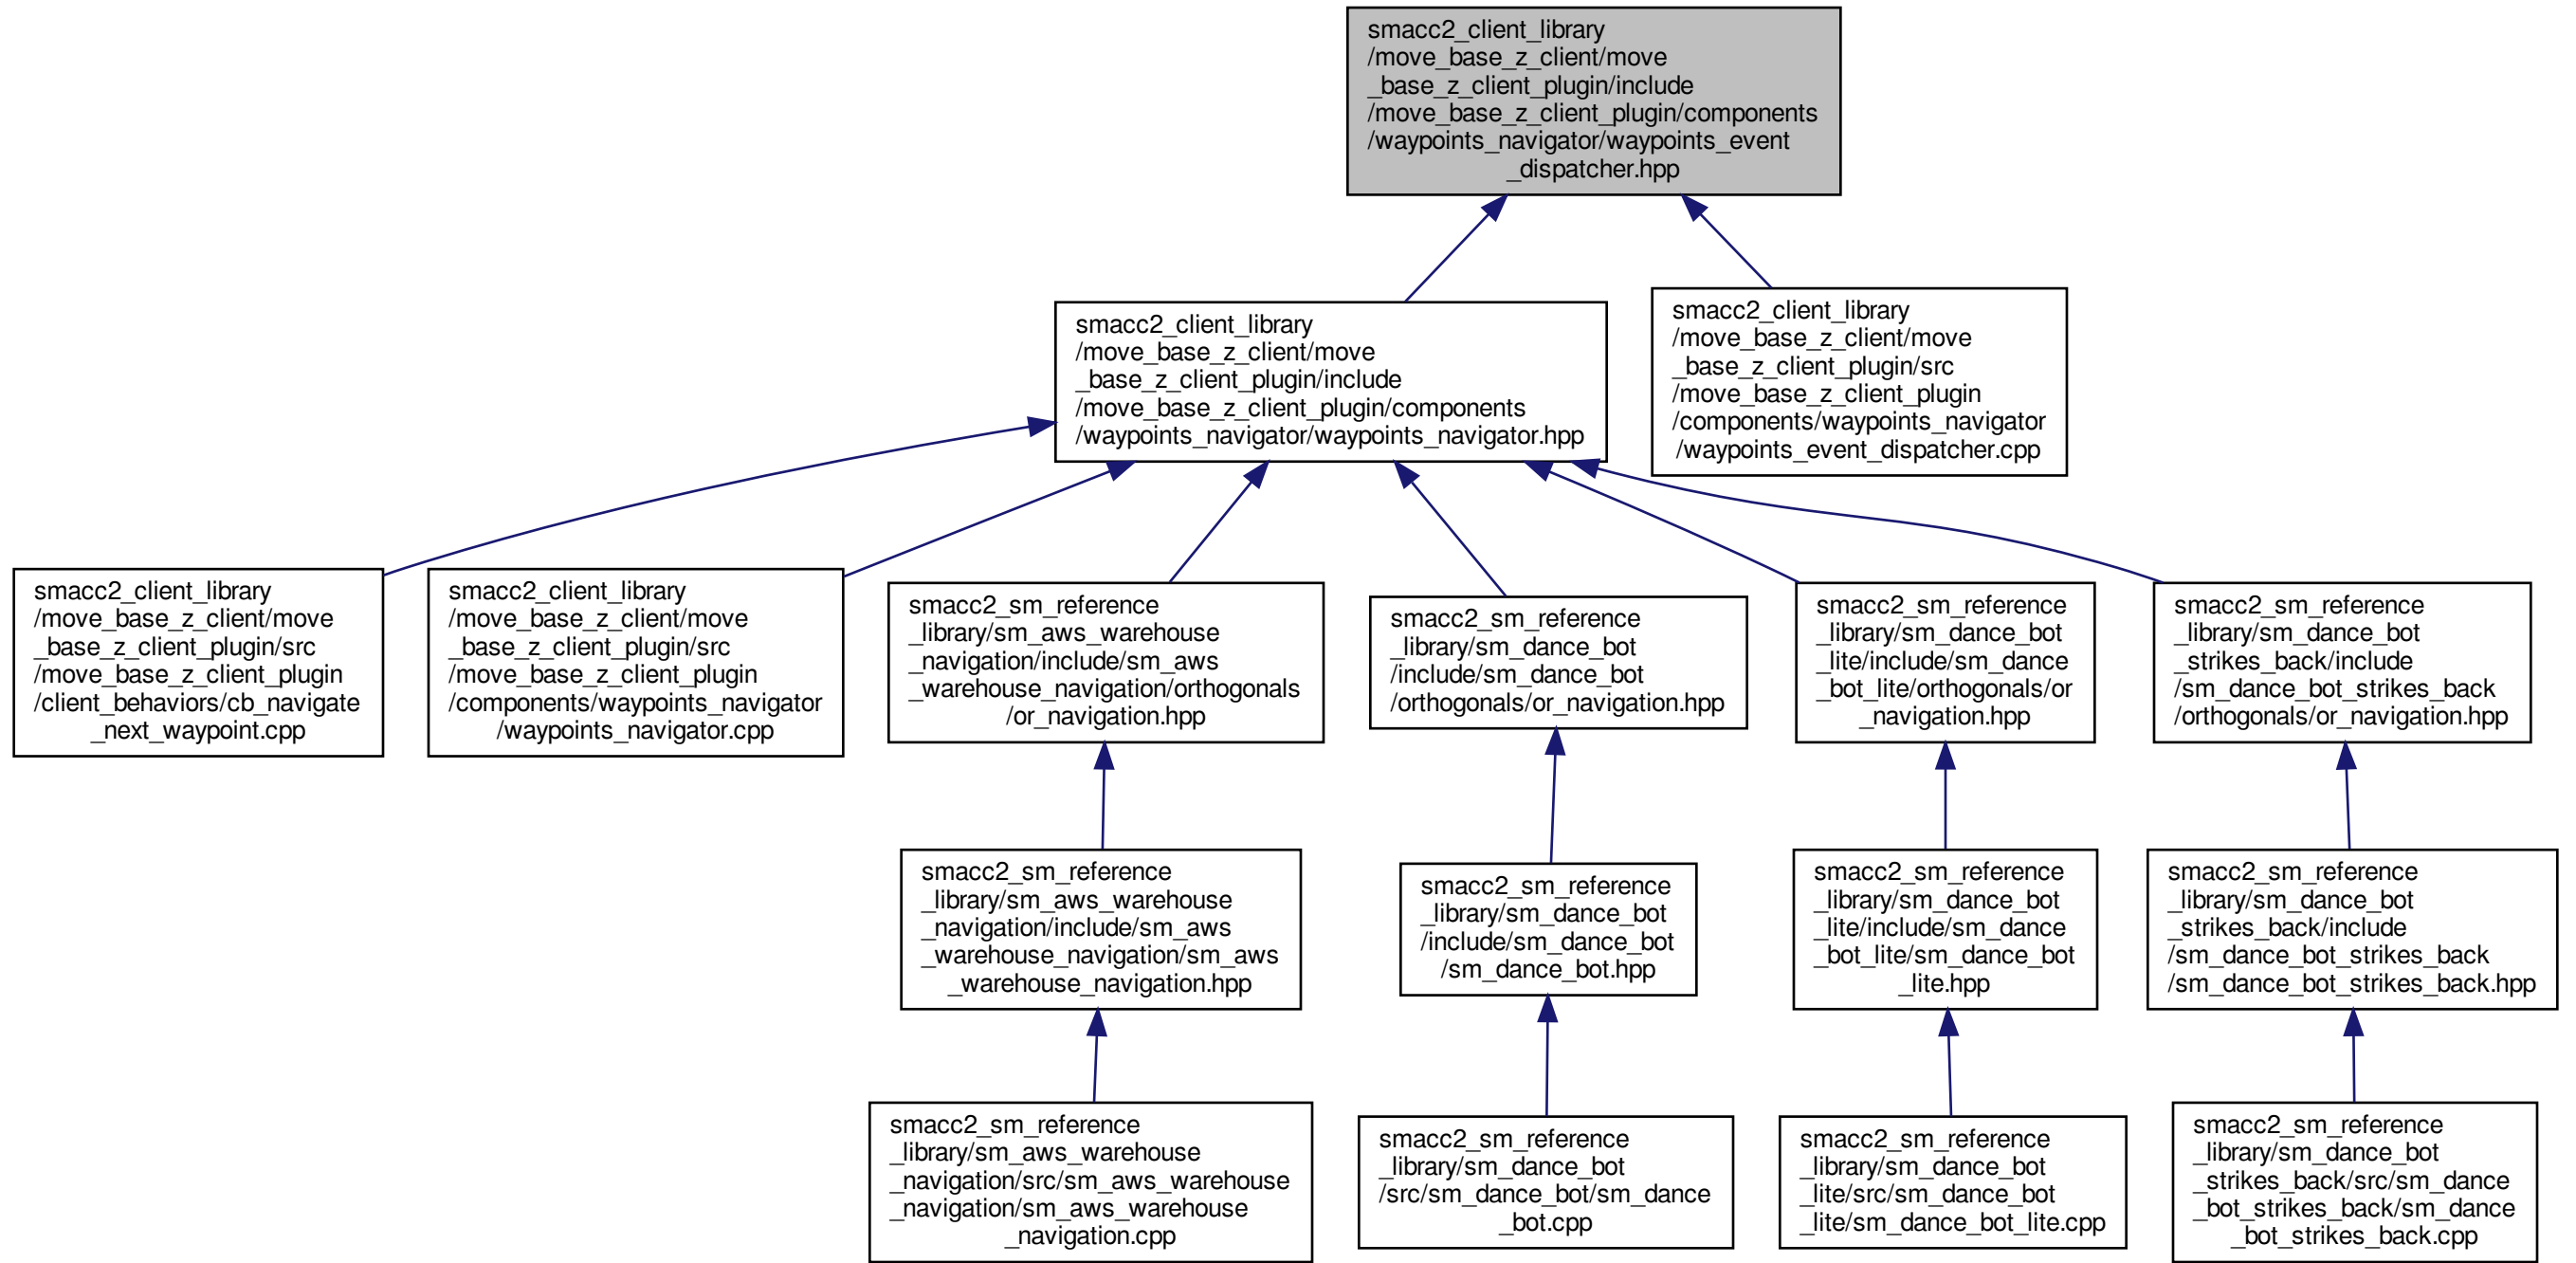 smacc2_client_library
/move_base_z_client/move
_base_z_client_plugin/include
/move_base_z_client_plugin/components
/waypoints_navigator/waypoints_event
_dispatcher.hpp
smacc2_client_library
/move_base_z_client/move
_base_z_client_plugin/include
/move_base_z_client_plugin/components
/waypoints_navigator/waypoints_navigator.hpp
smacc2_client_library
/move_base_z_client/move
_base_z_client_plugin/src
/move_base_z_client_plugin
/components/waypoints_navigator
/waypoints_event_dispatcher.cpp
smacc2_client_library
/move_base_z_client/move
_base_z_client_plugin/src
/move_base_z_client_plugin
/client_behaviors/cb_navigate
_next_waypoint.cpp
smacc2_client_library
/move_base_z_client/move
_base_z_client_plugin/src
/move_base_z_client_plugin
/components/waypoints_navigator
/waypoints_navigator.cpp
smacc2_sm_reference
_library/sm_aws_warehouse
_navigation/include/sm_aws
_warehouse_navigation/orthogonals
/or_navigation.hpp
smacc2_sm_reference
_library/sm_dance_bot
/include/sm_dance_bot
/orthogonals/or_navigation.hpp
smacc2_sm_reference
_library/sm_dance_bot
_lite/include/sm_dance
_bot_lite/orthogonals/or
_navigation.hpp
smacc2_sm_reference
_library/sm_dance_bot
_strikes_back/include
/sm_dance_bot_strikes_back
/orthogonals/or_navigation.hpp
smacc2_sm_reference
_library/sm_aws_warehouse
_navigation/include/sm_aws
_warehouse_navigation/sm_aws
_warehouse_navigation.hpp
smacc2_sm_reference
_library/sm_dance_bot
/include/sm_dance_bot
/sm_dance_bot.hpp
smacc2_sm_reference
_library/sm_dance_bot
_lite/include/sm_dance
_bot_lite/sm_dance_bot
_lite.hpp
smacc2_sm_reference
_library/sm_dance_bot
_strikes_back/include
/sm_dance_bot_strikes_back
/sm_dance_bot_strikes_back.hpp
smacc2_sm_reference
_library/sm_aws_warehouse
_navigation/src/sm_aws_warehouse
_navigation/sm_aws_warehouse
_navigation.cpp
smacc2_sm_reference
_library/sm_dance_bot
/src/sm_dance_bot/sm_dance
_bot.cpp
smacc2_sm_reference
_library/sm_dance_bot
_lite/src/sm_dance_bot
_lite/sm_dance_bot_lite.cpp
smacc2_sm_reference
_library/sm_dance_bot
_strikes_back/src/sm_dance
_bot_strikes_back/sm_dance
_bot_strikes_back.cpp